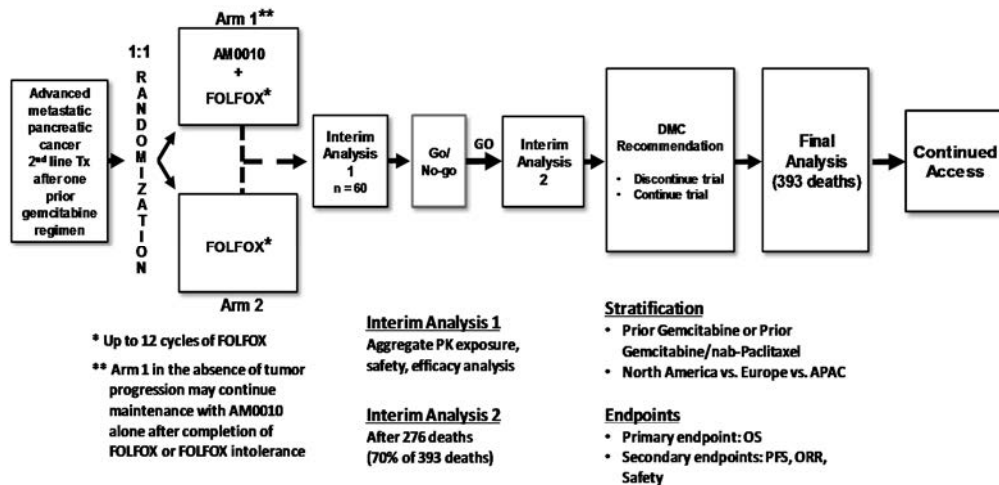 Arm 1**
1:1
RANDOMIZATION
Advanced
metastatic
pancreatic
cancer
2nd line Tx
after one
prior
gemcitabine
regimen
AM0010
+
FOLFOX*
FOLFOX*
Arm 2
Interim
Analysis
1
n = 60
Go/
No-go
GO
Interim
Analysis
2
DMC
Recommendation
• Discontinue trial
• Continue trial
Final
Analysis
(393 deaths)
Continued
Access
* Up to 12 cycles of FOLFOX
** Arm 1 in the absence of tumor
progression may continue
maintenance with AM0010
alone after completion of
FOLFOX or FOLFOX intolerance
Interim Analysis 1
Aggregate PK exposure,
safety, efficacy analysis
Interim Analysis 2
After 276 deaths
(70% of 393 deaths)
Stratification
• Prior Gemcitabine or Prior
Gemcitabine/nab-Paclitaxel
• North America vs. Europe vs. APAC
Endpoints
• Primary endpoint: OS
• Secondary endpoints: PFS, ORR,
Safety